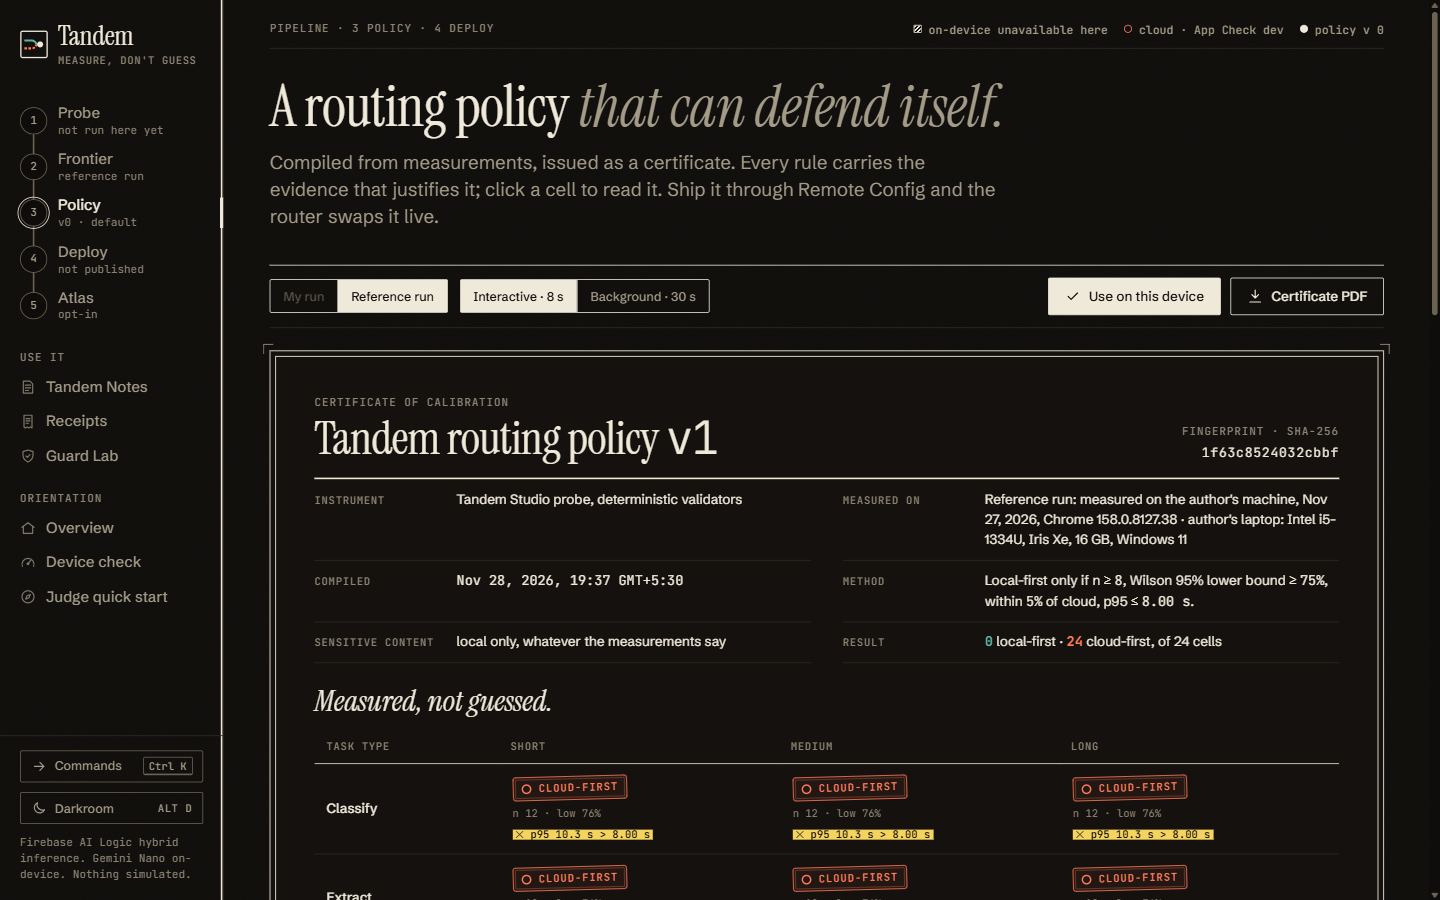 Tandem
MEASURE, DON'T GUESS
1
Probe
not run here yet
2
Frontier
reference run
3
Policy
v0 · default
4
Deploy
not published
5
Atlas
opt-in
USE IT
Tandem Notes
Receipts
Guard Lab
ORIENTATION
Overview
Device check
Judge quick start
Commands Ctrl K
Darkroom ALT D
Firebase AI Logic hybrid
inference. Gemini Nano on-
device. Nothing simulated.
PIPELINE · 3 POLICY · 4 DEPLOY
on-device unavailable here cloud · App Check dev policy v 0
A routing policy that can defend itself.
Compiled from measurements, issued as a certificate. Every rule carries the
evidence that justifies it; click a cell to read it. Ship it through Remote Config and the
router swaps it live.
My run Reference run Interactive · 8 s Background · 30 s Use on this device Certificate PDF
CERTIFICATE OF CALIBRATION
Tandem routing policy v1
FINGERPRINT · SHA-256
1f63c8524032cbbf
INSTRUMENT Tandem Studio probe, deterministic validators
MEASURED ON Reference run: measured on the author's machine, Nov
27, 2026, Chrome 158.0.8127.38 · author's laptop: Intel i5-
1334U, Iris Xe, 16 GB, Windows 11
COMPILED Nov 28, 2026, 19:37 GMT+5:30
METHOD Local-first only if n ≥ 8, Wilson 95% lower bound ≥ 75%,
within 5% of cloud, p95 ≤ 8.00 s.
SENSITIVE CONTENT local only, whatever the measurements say
RESULT 0 local-first · 24 cloud-first, of 24 cells
Measured, not guessed.
TASK TYPE SHORT MEDIUM LONG
Classify
CLOUD-FIRST CLOUD-FIRST CLOUD-FIRST
n 12 · low 76% n 12 · low 76% n 12 · low 76%
p95 10.3 s > 8.00 s p95 10.3 s > 8.00 s p95 10.3 s > 8.00 s
Extract
CLOUD-FIRST CLOUD-FIRST CLOUD-FIRST